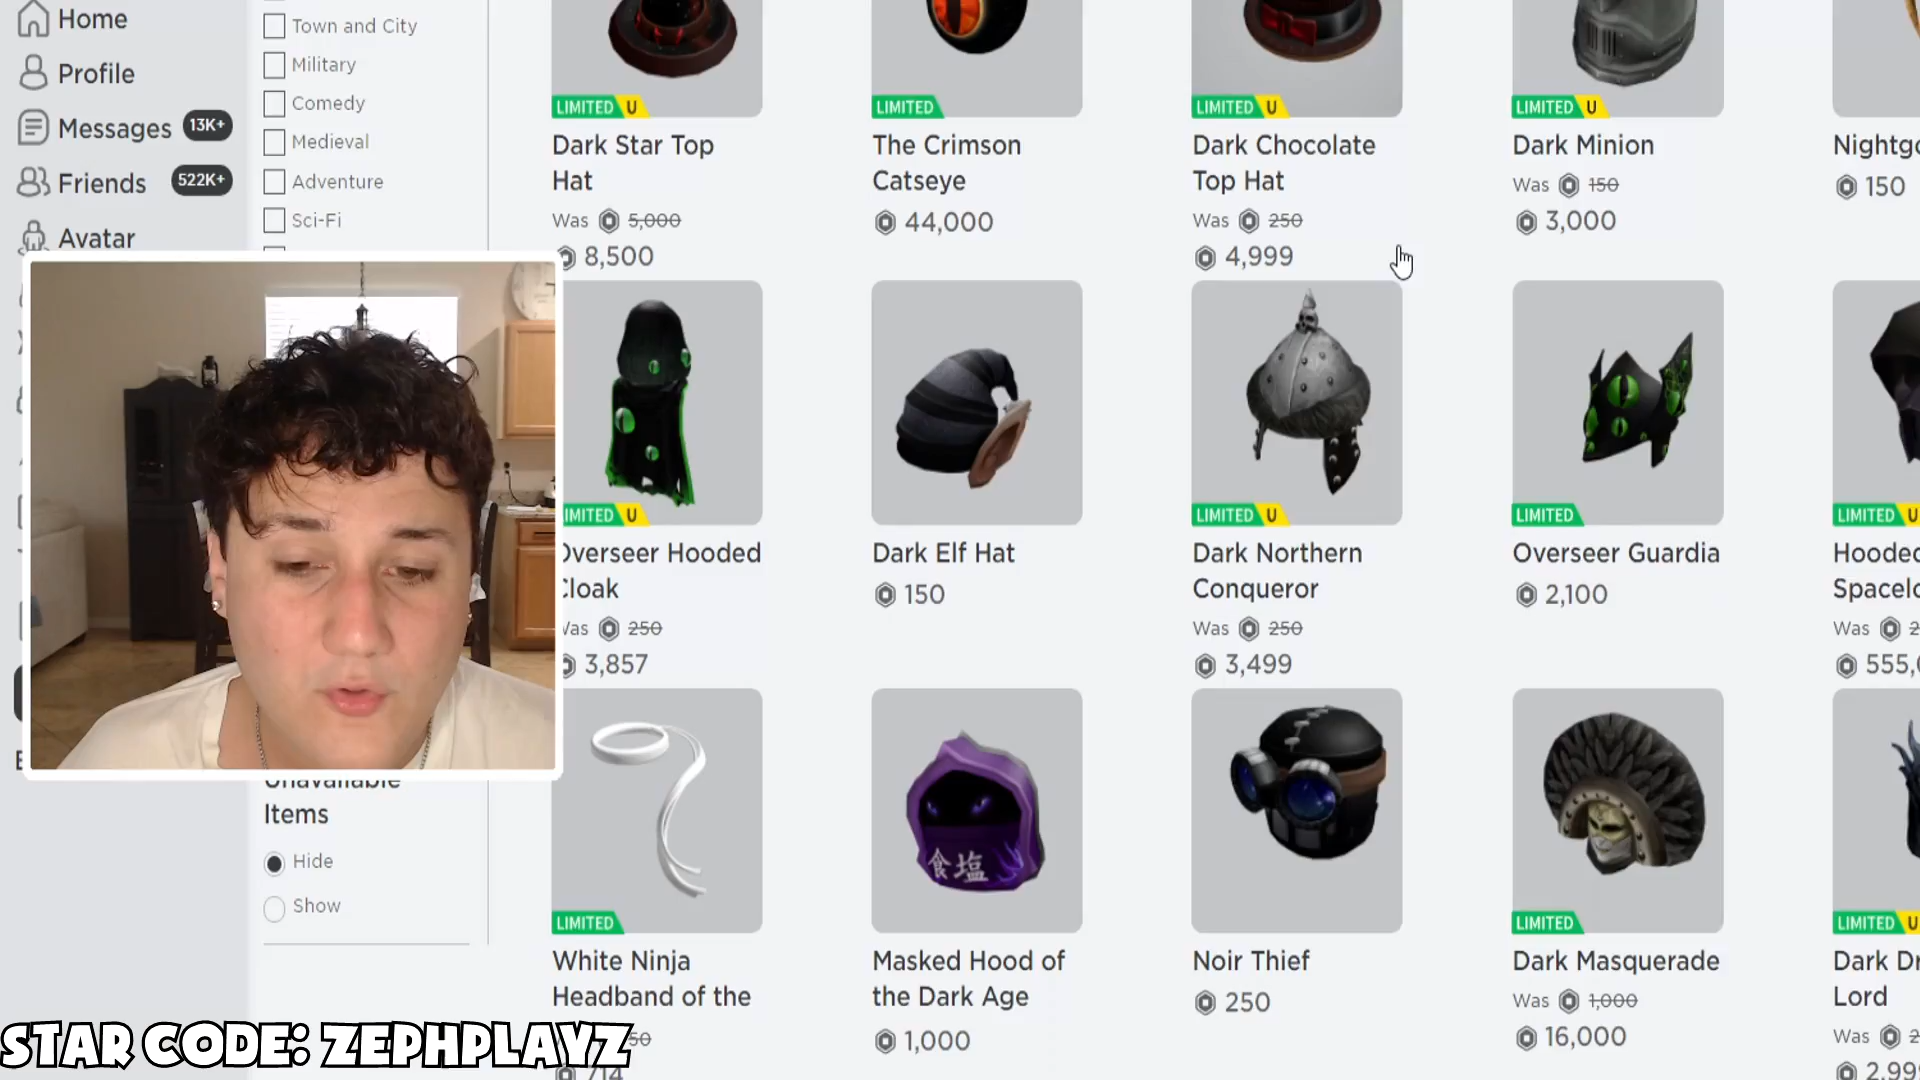 Home
Profile
Messages 13K+
Friends 522K+
Avatar
Town and City
Military
Comedy
Medieval
Adventure
Sci-Fi
Unavailable
Items
Hide
Show
LIMITED U
Dark Star Top
Hat
Was 5,000
8,500
LIMITED
The Crimson
Catseye
44,000
LIMITED U
Dark Chocolate
Top Hat
Was 250
4,999
LIMITED U
Dark Minion
Was 150
3,000
150
LIMITED U
Overseer Hooded
Cloak
Was 250
3,857
Dark Elf Hat
150
LIMITED U
Dark Northern
Conqueror
Was 250
3,499
LIMITED
Overseer Guardia
2,100
LIMITED U
Was
LIMITED
White Ninja
Headband of the
714
Masked Hood of
the Dark Age
1,000
食塩
Noir Thief
250
LIMITED
Dark Masquerade
Was 1,000
16,000
LIMITED U
Dark
Lord
Was
STAR CODE: ZEPHPLAYZ